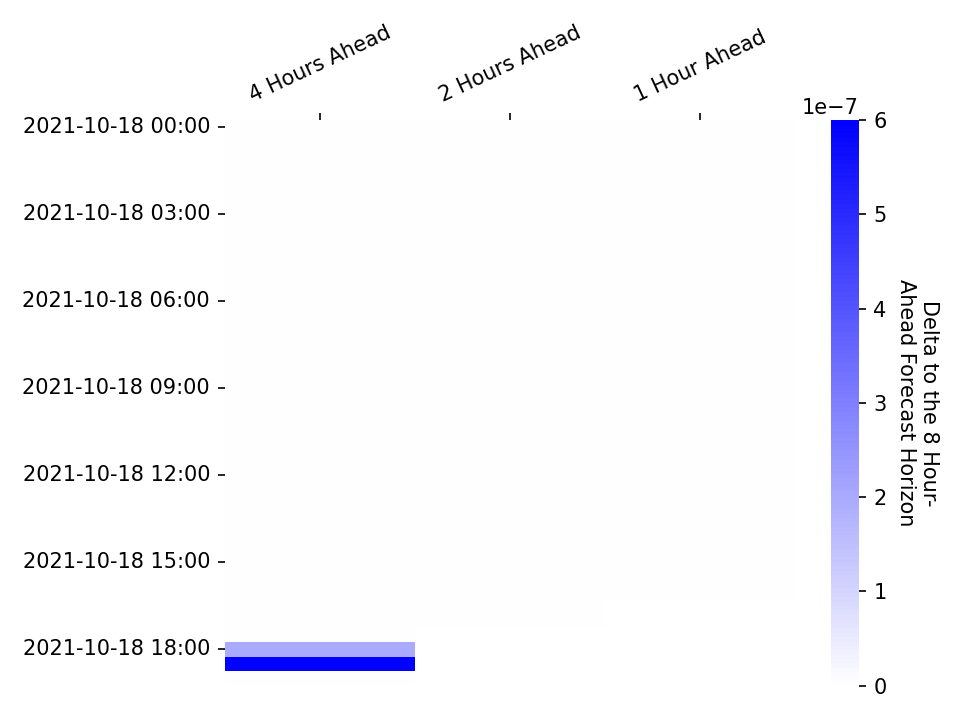 4 Hours Ahead
2 Hours Ahead
1 Hour Ahead
1e−7
2021-10-18 00:00
2021-10-18 03:00
2021-10-18 06:00
2021-10-18 09:00
2021-10-18 12:00
2021-10-18 15:00
2021-10-18 18:00
6
5
4
3
2
1
0
Delta to the 8 Hour-
Ahead Forecast Horizon